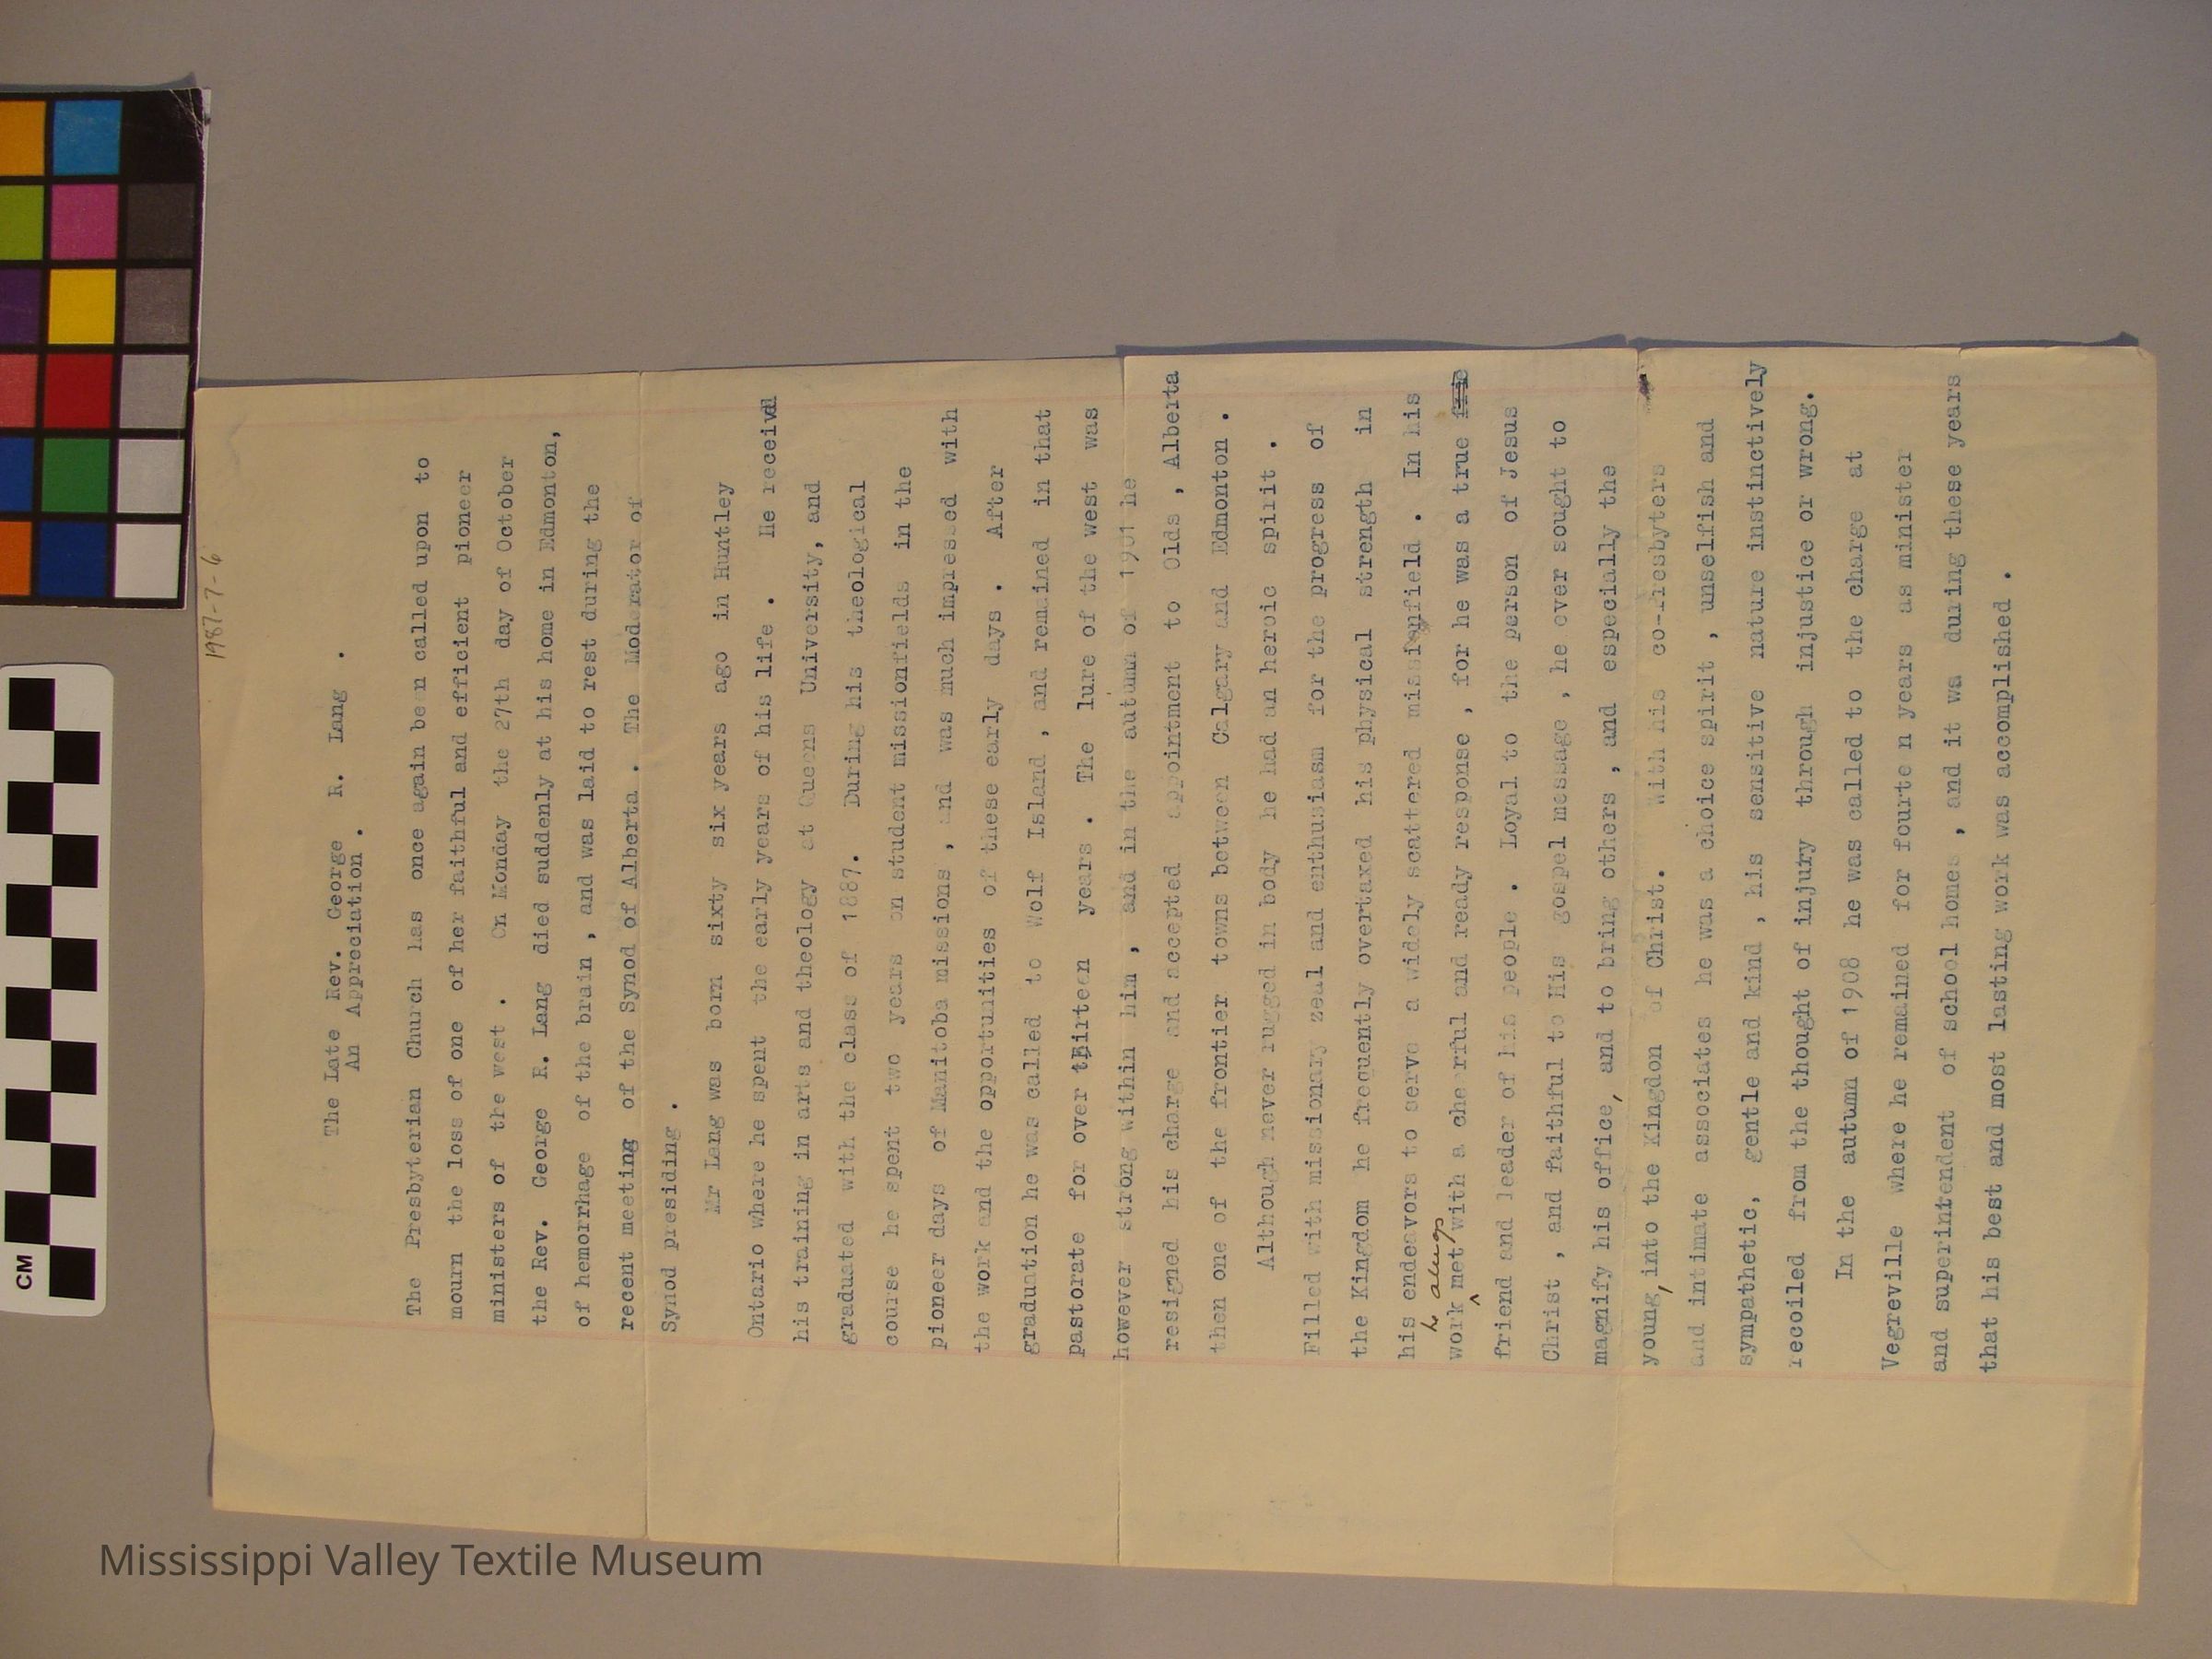 1987-7-6
The Late Rev. George R. Lang .
An Appreciation .
The Presbyterian Church has once again be n called upon to
mourn the loss of one of her faithful and efficient pioneer
ministers of the west . On Monday the 27th day of October
the Rev. George R. Lang died suddenly at his home in Edmonton,
of hemorrhage of the brain , and was laid to rest during the
recent meeting of the Synod of Alberta . The Moderator of
Synod presiding .
Mr Lang was born sixty six years ago in Huntley
Ontario where he spent the early years of his life . He receivd
his training in arts and theology at Queens University, and
graduated with the class of 1887. During his theological
course he spent two years on student missionfields in the
pioneer days of Manitoba missions , and was much impressed with
the work and the opportunities of these early days . After
graduation he was called to Wolf Island , and remained in that
pastorate for over thirteen years . The lure of the west was
however strong within him , and in the autumn of 1901 he
resigned his charge and accepted appointment to Olds , Alberta
then one of the frontier towns between Calgary and Edmonton .
Although never rugged in body he had an heroic spirit .
Filled with missionary zeal and enthusiasm for the progress of
the Kingdom he frequently overtaxed his physical strength in
his endeavors to serve a widely scattered missionfield . In his
he always
work met with a cheerful and ready response , for he was a true
friend and leader of his people . Loyal to the person of Jesus
Christ , and faithful to His gospel message , he ever sought to
magnify his office, and to bring others , and especially the
young, into the Kingdon of Christ. With his co-Presbyters
and intimate associates he was a choice spirit , unselfish and
sympathetic, gentle and kind , his sensitive nature instinctively
recoiled from the thought of injury through injustice or wrong.
In the autumn of 1908 he was called to the charge at
Vegreville where he remained for fourte n years as minister
and superintendent of school homes , and it wa during these years
that his best and most lasting work was accomplished .
CM
Mississippi Valley Textile Museum